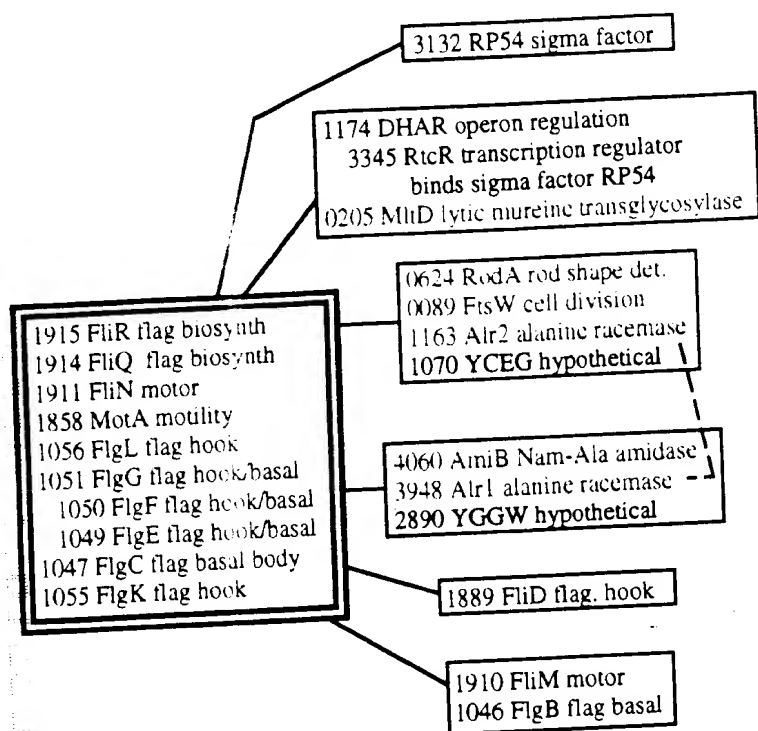 3132 RP54 sigma factor
1174 DHAR operon regulation
3345 RtcR transcription regulator
binds sigma factor RP54
0205 MltD lytic mureine transglycosylase
0624 RodA rod shape det.
0089 FtsW cell division
1163 Alr2 alanine racemase
1070 YCEG hypothetical
1915 FliR flag biosynth
1914 FliQ flag biosynth
1911 FliN motor
1858 MotA motility
1056 FlgL flag hook
1051 FlgG flag hook/basal
1050 FlgF flag hook/basal
1049 FlgE flag hook/basal
1047 FlgC flag basal body
1055 FlgK flag hook
4060 AmiB Nam-Ala amidase
3948 Alr1 alanine racemase
2890 YGGW hypothetical
1889 FliD flag. hook
1910 FliM motor
1046 FlgB flag basal